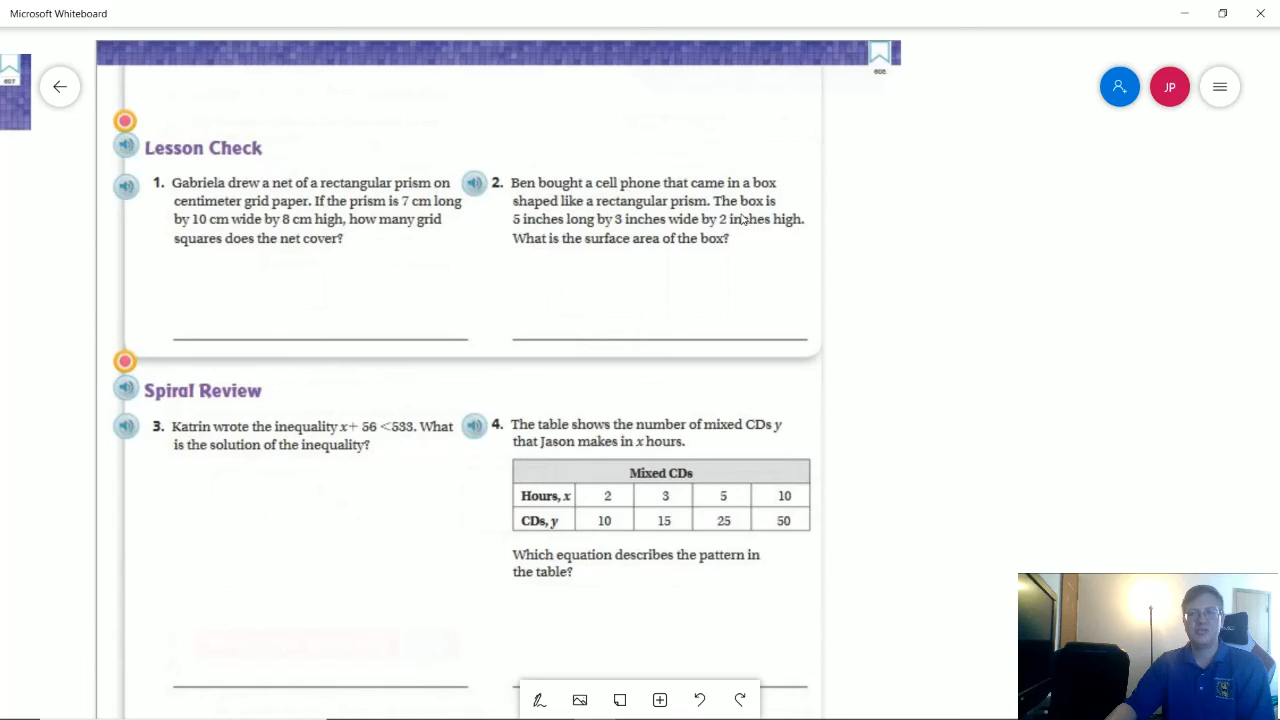 Microsoft Whiteboard
607
608
JP
Lesson Check
1. Gabriela drew a net of a rectangular prism on
centimeter grid paper. If the prism is 7 cm long
by 10 cm wide by 8 cm high, how many grid
squares does the net cover?
2. Ben bought a cell phone that came in a box
shaped like a rectangular prism. The box is
5 inches long by 3 inches wide by 2 inches high.
What is the surface area of the box?
Spiral Review
3. Katrin wrote the inequality x+ 56 <533. What
is the solution of the inequality?
4. The table shows the number of mixed CDs y
that Jason makes in x hours.
Mixed CDs
Hours, x 2 3 5 10
CDs, y 10 15 25 50
Which equation describes the pattern in
the table?